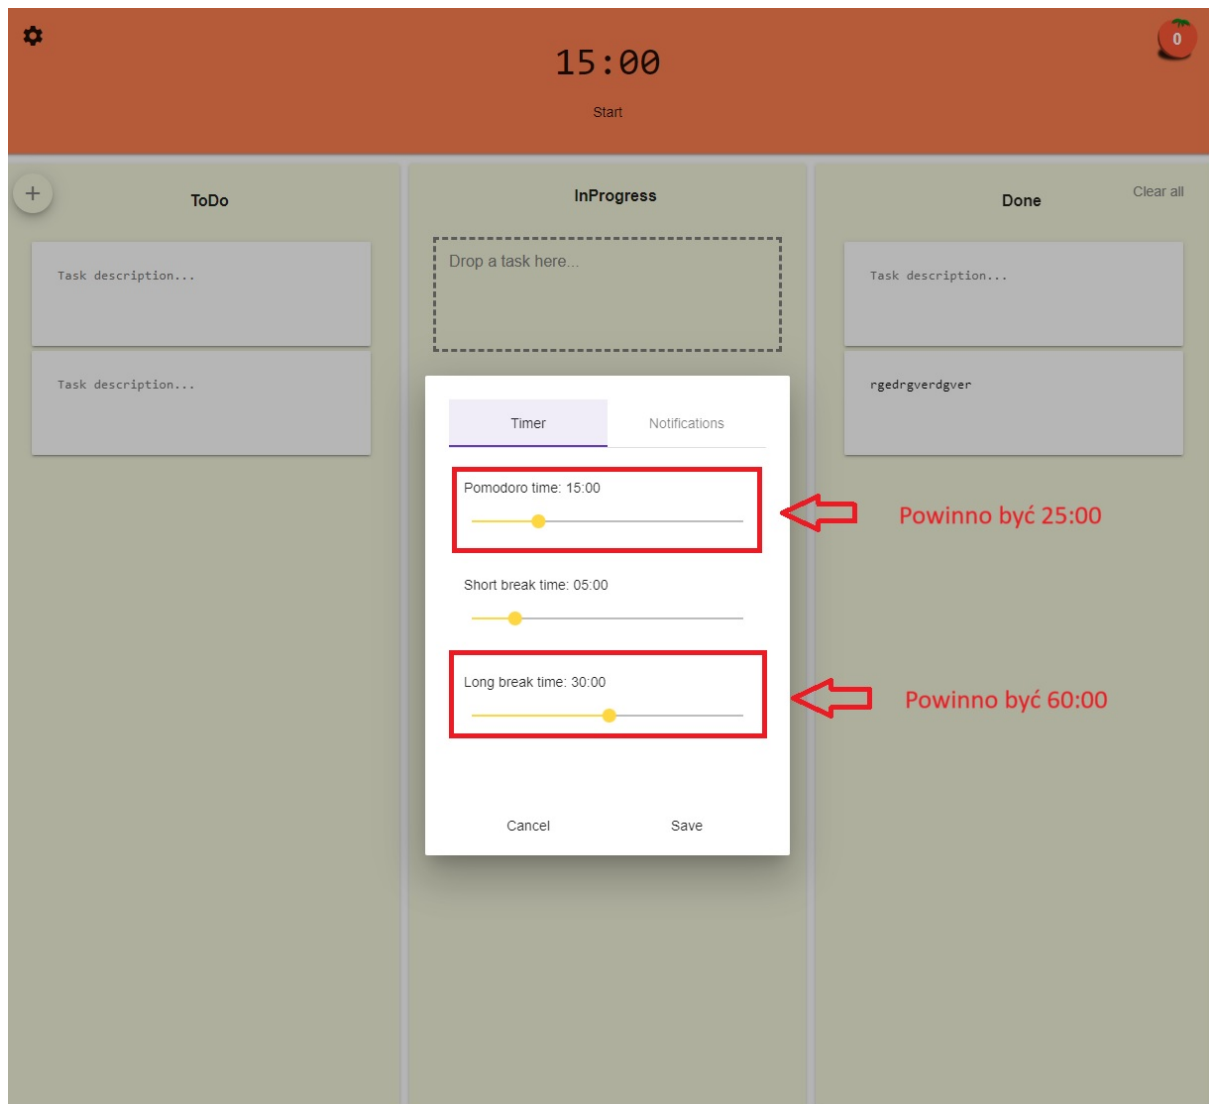 15:00
0
Start
+
ToDo
InProgress
Done
Clear all
Task description...
Drop a task here...
Task description...
Task description...
rgedrgverdgver
Timer
Notifications
Pomodoro time: 15:00
Powinno być 25:00
Short break time: 05:00
Long break time: 30:00
Powinno być 60:00
Cancel
Save